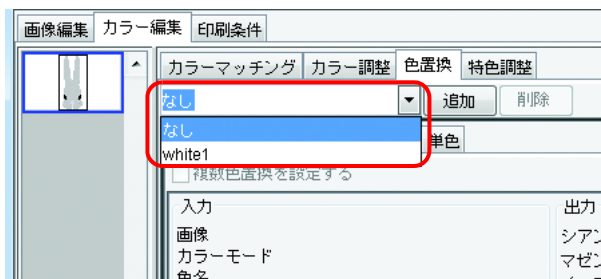 画像編集 カラー編集 印刷条件
カラーマッチング カラー調整 色置換 特色調整
なし 追加 削除
なし
white1
単色
複数色置換を設定する
入力 出力
画像 シアン
カラーモード マゼン
色名